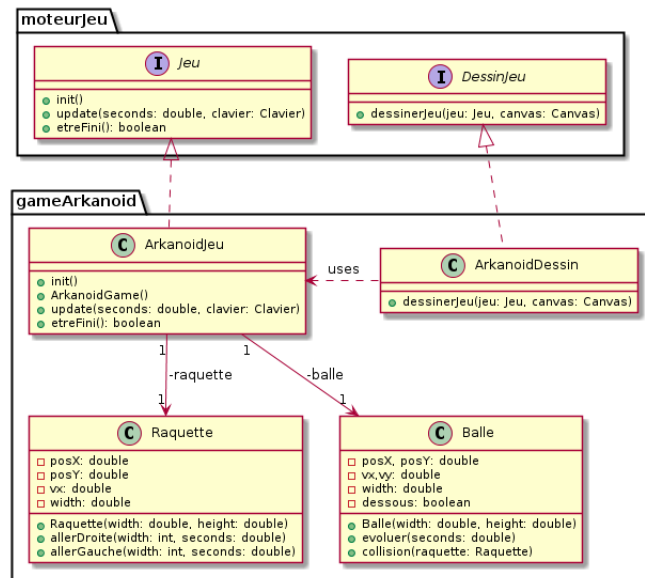 moteurJeu
I Jeu
init()
update(seconds: double, clavier: Clavier)
etreFini(): boolean
I DessinJeu
dessinerJeu(jeu: Jeu, canvas: Canvas)
gameArkanoid
C ArkanoidJeu
init()
ArkanoidGame()
update(seconds: double, clavier: Clavier)
etreFini(): boolean
uses
C ArkanoidDessin
dessinerJeu(jeu: Jeu, canvas: Canvas)
1
-raquette
1
1
-balle
1
C Raquette
posX: double
posY: double
vx: double
width: double
Raquette(width: double, height: double)
allerDroite(width: int, seconds: double)
allerGauche(width: int, seconds: double)
C Balle
posX, posY: double
vx,vy: double
width: double
dessous: boolean
Balle(width: double, height: double)
evoluer(seconds: double)
collision(raquette: Raquette)